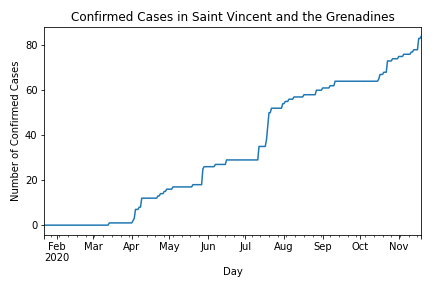 Confirmed Cases in Saint Vincent and the Grenadines
Number of Confirmed Cases
80
60
40
20
0
Feb Mar Apr May Jun Jul Aug Sep Oct Nov
2020
Day